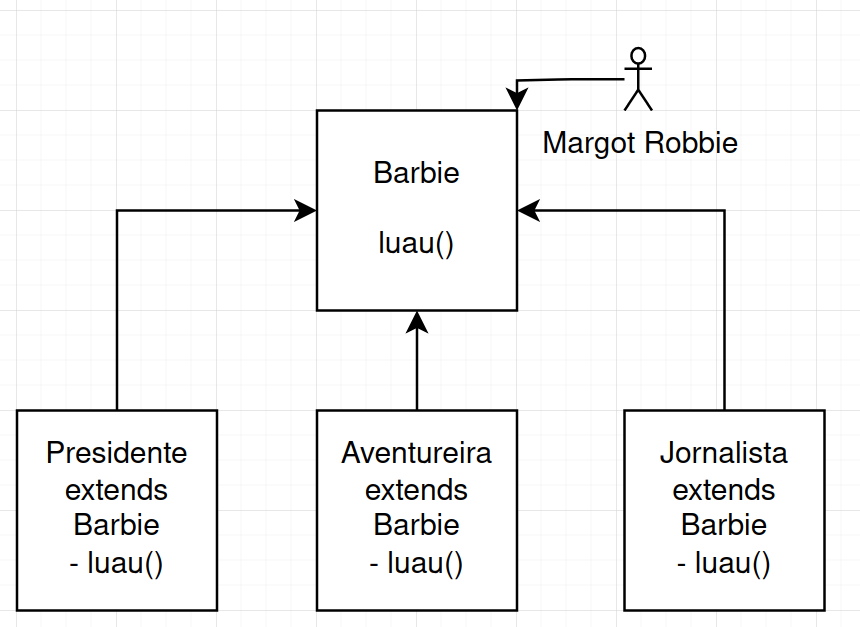 Margot Robbie
Barbie
luau()
Presidente
extends
Barbie
- luau()
Aventureira
extends
Barbie
- luau()
Jornalista
extends
Barbie
- luau()